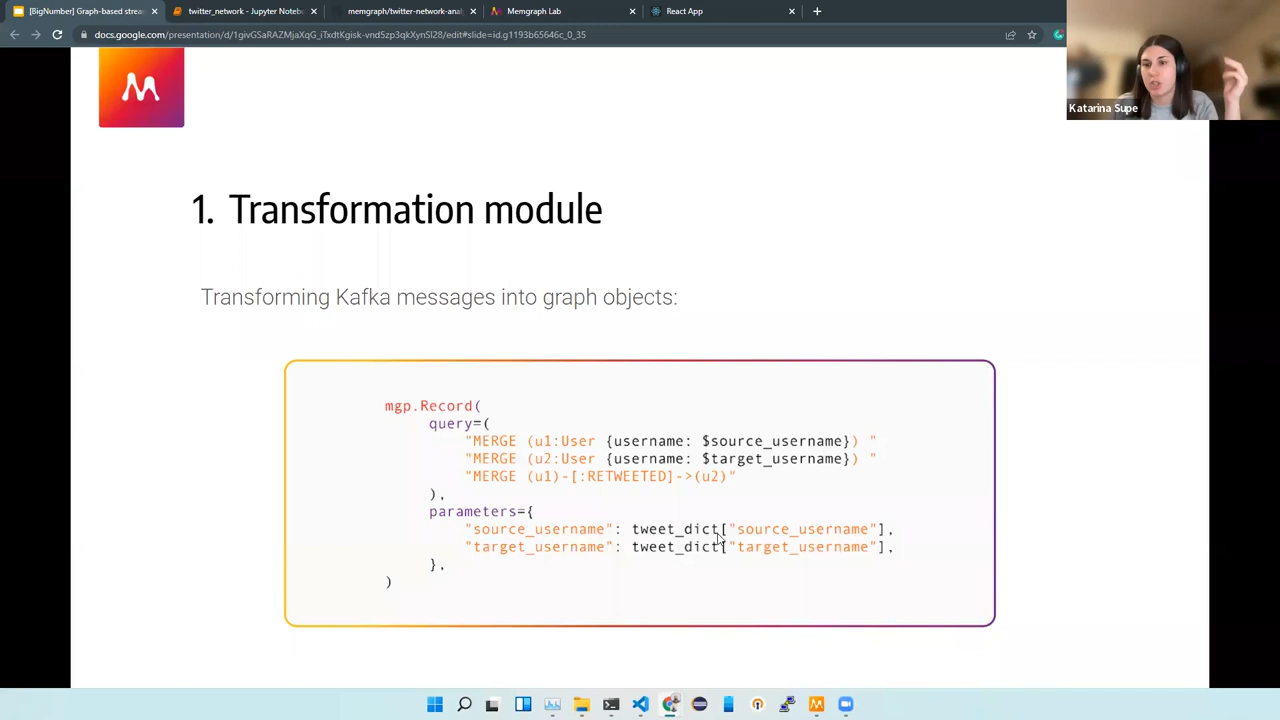 [BigNumber] Graph-based strea
twitter_network - Jupyter Notebo
memgraph/twitter-network-anal
Memgraph Lab
React App
docs.google.com/presentation/d/1givGSaRAZMjaXqG_iTxdtKgisk-vnd5zp3qkXynSI28/edit#slide=id.g1193b65646c_0_35
Katarina Supe
1. Transformation module
Transforming Kafka messages into graph objects:
mgp.Record(
query=(
"MERGE (u1:User {username: $source_username}) "
"MERGE (u2:User {username: $target_username}) "
"MERGE (u1)-[:RETWEETED]->(u2)"
),
parameters={
"source_username": tweet_dict["source_username"],
"target_username": tweet_dict["target_username"],
},
)